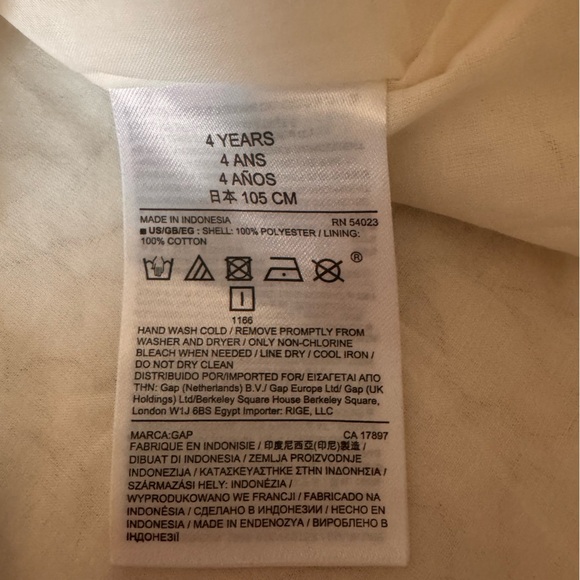 4 YEARS
4 ANS
4 AÑOS
日本 105 CM
MADE IN INDONESIA RN 54023
■ US/GB/EG : SHELL: 100% POLYESTER / LINING:
100% COTTON
®
1166
HAND WASH COLD / REMOVE PROMPTLY FROM
WASHER AND DRYER / ONLY NON-CHLORINE
BLEACH WHEN NEEDED / LINE DRY / COOL IRON /
DO NOT DRY CLEAN
DISTRIBUIDO POR/IMPORTED FOR/ ΕΙΣΑΓΕΤΑΙ ΑΠΟ
ΤΗΝ: Gap (Netherlands) B.V./ Gap Europe Ltd/ Gap (UK
Holdings) Ltd/Berkeley Square House Berkeley Square,
London W1J 6BS Egypt Importer: RIGE, LLC
MARCA:GAP CA 17897
FABRIQUE EN INDONISIE / 印度尼西亞(印尼)製造 /
DIBUAT DI INDONESIA / ZEMLJA PROIZVODNJE
INDONEZIJA / ΚΑΤΑΣΚΕΥΑΣΤΗΚΕ ΣΤΗΝ ΙΝΔΟΝΗΣΙΑ /
SZÁRMAZÁSI HELY: INDONÉZIA /
WYPRODUKOWANO WE FRANCJI / FABRICADO NA
INDONÉSIA / СДЕЛАНО В ИНДОНЕЗИИ / HECHO EN
INDONESIA / MADE IN ENDENOZYA / ВИРОБЛЕНО В
ІНДОНЕЗІЇ